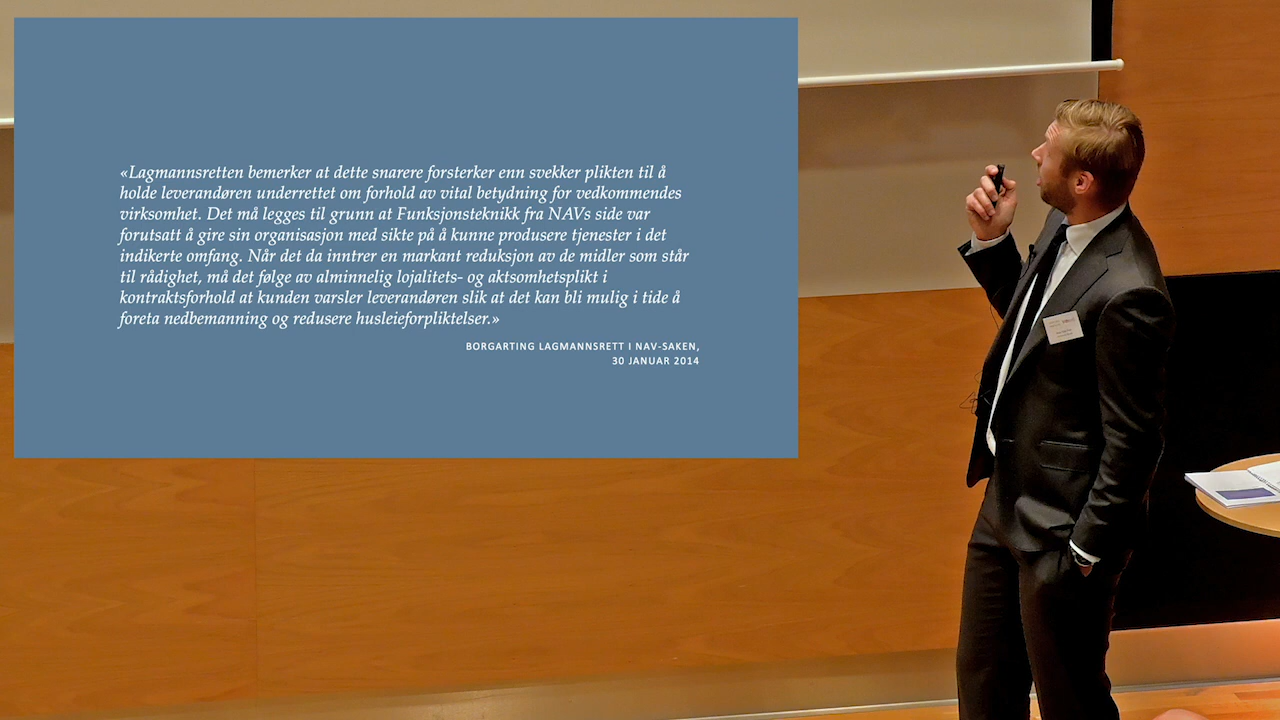 «Lagmannsretten bemerker at dette snarere forsterker enn svekker plikten til å
holde leverandøren underrettet om forhold av vital betydning for vedkommendes
virksomhet. Det må legges til grunn at Funksjonsteknikk fra NAVs side var
forutsatt å gire sin organisasjon med sikte på å kunne produsere tjenester i det
indikerte omfang. Når det da inntrer en markant reduksjon av de midler som står
til rådighet, må det følge av alminnelig lojalitets- og aktsomhetsplikt i
kontraktsforhold at kunden varsler leverandøren slik at det kan bli mulig i tide å
foreta nedbemanning og redusere husleieforpliktelser.»
BORGARTING LAGMANNSRETT I NAV-SAKEN,
30 JANUAR 2014